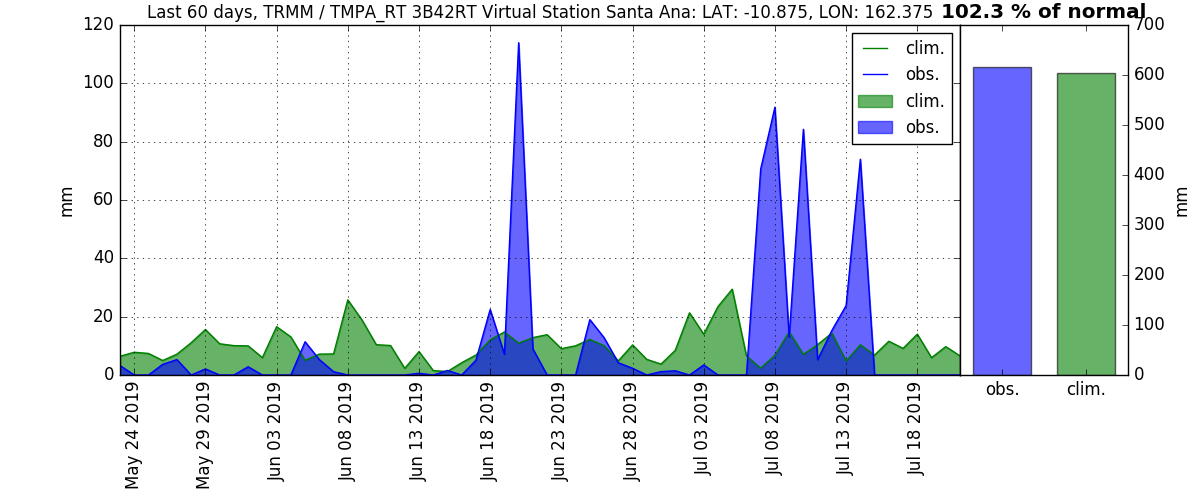 Last 60 days, TRMM / TMPA_RT 3B42RT Virtual Station Santa Ana: LAT: -10.875, LON: 162.375 102.3 % of normal
120
100
80
60
40
20
0
mm
clim.
obs.
clim.
obs.
700
600
500
400
300
200
100
0
mm
May 24 2019
May 29 2019
Jun 03 2019
Jun 08 2019
Jun 13 2019
Jun 18 2019
Jun 23 2019
Jun 28 2019
Jul 03 2019
Jul 08 2019
Jul 13 2019
Jul 18 2019
obs.
clim.